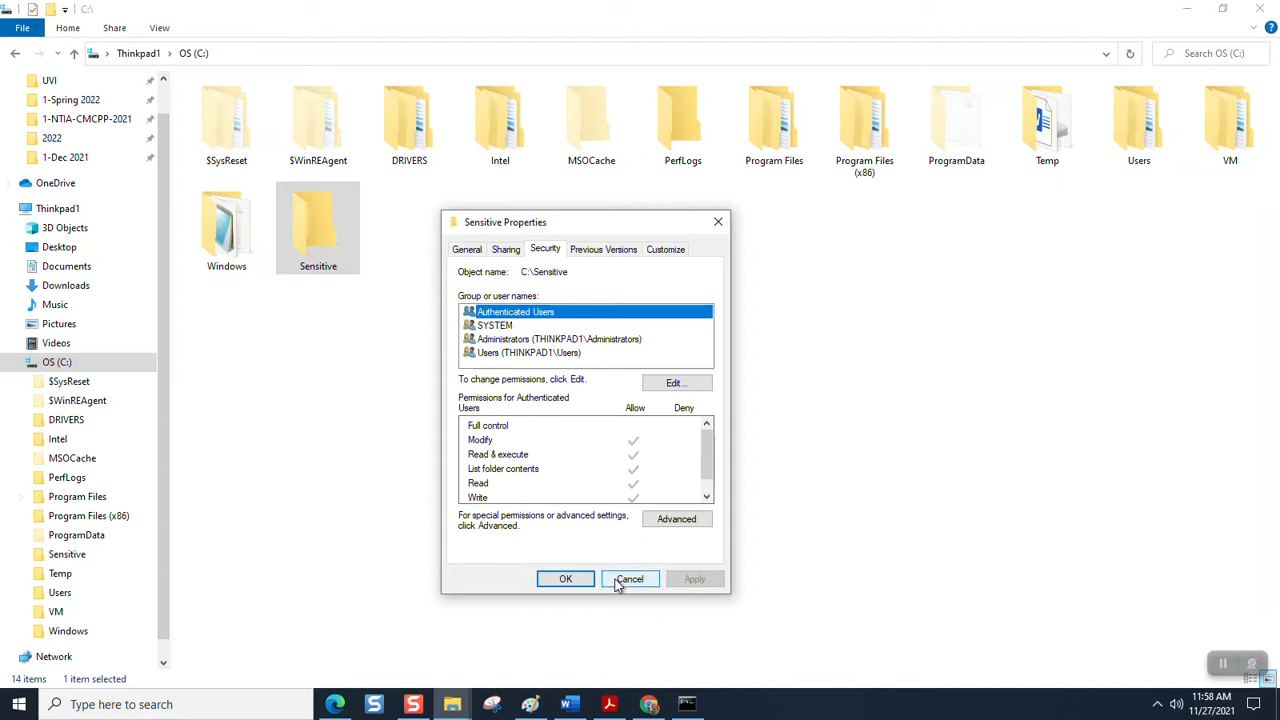 C:\
File Home Share View
Thinkpad1 OS (C:) Search OS (C:)
UVI
1-Spring 2022
1-NTIA-CMCPP-2021
2022
1-Dec 2021
OneDrive
Thinkpad1
3D Objects
Desktop
Documents
Downloads
Music
Pictures
Videos
OS (C:)
$SysReset
$WinREAgent
DRIVERS
Intel
MSOCache
PerfLogs
Program Files
Program Files (x86)
ProgramData
Sensitive
Temp
Users
VM
Windows
Network
$SysReset $WinREAgent DRIVERS Intel MSOCache PerfLogs Program Files Program Files ProgramData Temp Users VM
(x86)
Windows Sensitive
Sensitive Properties
General Sharing Security Previous Versions Customize
Object name: C:\Sensitive
Group or user names:
Authenticated Users
SYSTEM
Administrators (THINKPAD1\Administrators)
Users (THINKPAD1\Users)
To change permissions, click Edit. Edit...
Permissions for Authenticated
Users Allow Deny
Full control
Modify
Read & execute
List folder contents
Read
Write
For special permissions or advanced settings,
click Advanced. Advanced
OK Cancel Apply
14 items 1 item selected
Type here to search
11:58 AM
11/27/2021